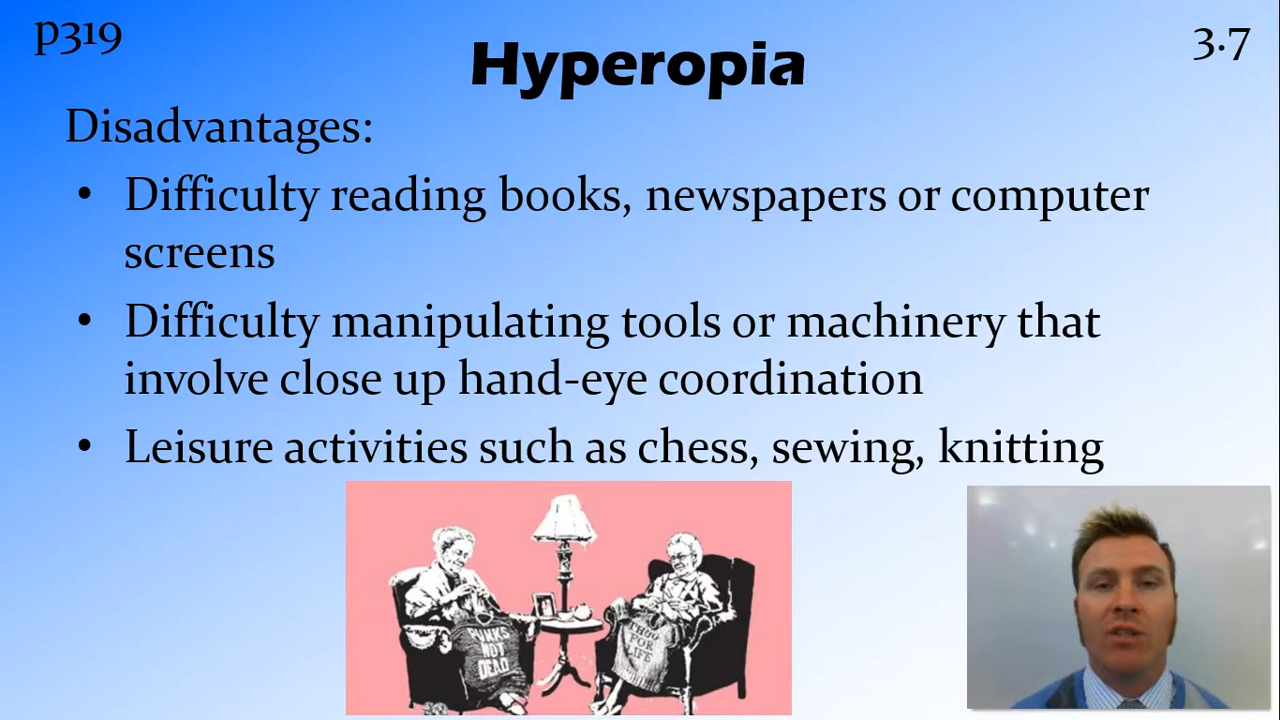 p319
Hyperopia
3.7
Disadvantages:
• Difficulty reading books, newspapers or computer
screens
• Difficulty manipulating tools or machinery that
involve close up hand-eye coordination
• Leisure activities such as chess, sewing, knitting
PUNKS
NOT
DEAD
THUG
FOR
LIFE